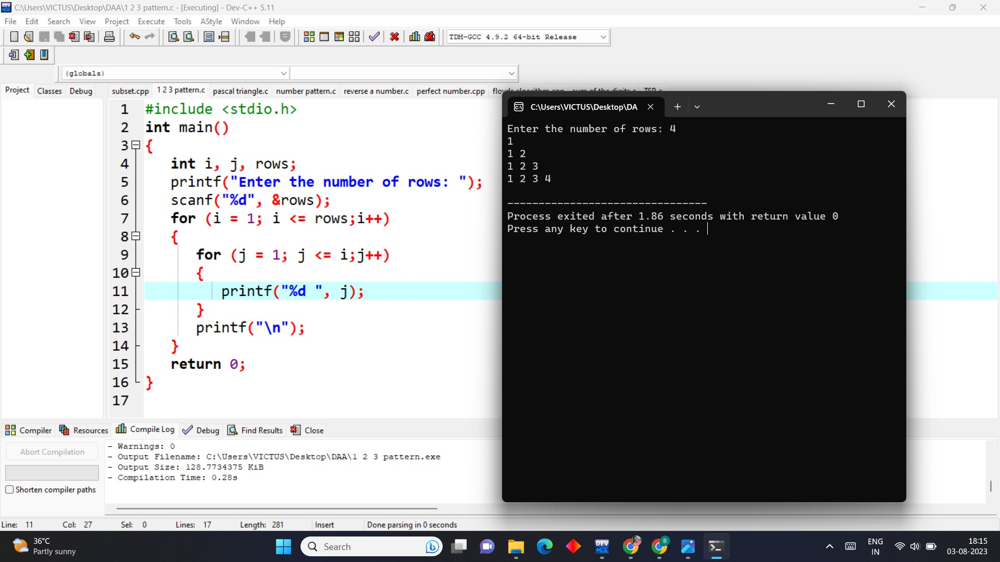 C:\Users\VICTUS\Desktop\DAA\1 2 3 pattern.c - [Executing] - Dev-C++ 5.11
File Edit Search View Project Execute Tools AStyle Window Help
TDM-GCC 4.9.2 64-bit Release
(globals)
Project Classes Debug
subset.cpp 1 2 3 pattern.c pascal triangle.c number pattern.c reverse a number.c perfect number.cpp
1 #include <stdio.h>
2 int main()
3 {
4 int i, j, rows;
5 printf("Enter the number of rows: ");
6 scanf("%d", &rows);
7 for (i = 1; i <= rows;i++)
8 {
9 for (j = 1; j <= i;j++)
10 {
11 printf("%d ", j);
12 }
13 printf("\n");
14 }
15 return 0;
16 }
17
C:\Users\VICTUS\Desktop\DA
Enter the number of rows: 4
1
1 2
1 2 3
1 2 3 4
--------------------------------
Process exited after 1.86 seconds with return value 0
Press any key to continue . . .
Compiler Resources Compile Log Debug Find Results Close
Abort Compilation
Shorten compiler paths
- Warnings: 0
- Output Filename: C:\Users\VICTUS\Desktop\DAA\1 2 3 pattern.exe
- Output Size: 128.7734375 KiB
- Compilation Time: 0.28s
Line: 11 Col: 27 Sel: 0 Lines: 17 Length: 281 Insert Done parsing in 0 seconds
36°C
Partly sunny
Search
DEV
B
ENG
IN
18:15
03-08-2023